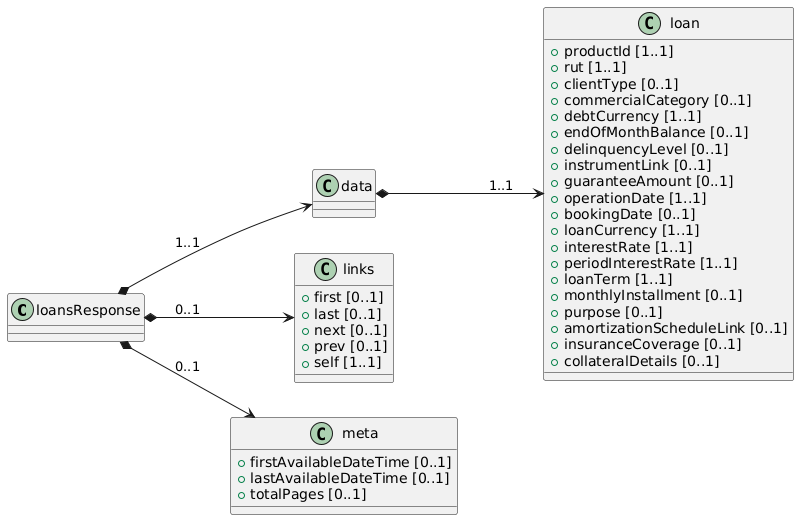 C loan
productId [1..1]
rut [1..1]
clientType [0..1]
commercialCategory [0..1]
debtCurrency [1..1]
endOfMonthBalance [0..1]
delinquencyLevel [0..1]
instrumentLink [0..1]
guaranteeAmount [0..1]
operationDate [1..1]
bookingDate [0..1]
loanCurrency [1..1]
interestRate [1..1]
periodInterestRate [1..1]
loanTerm [1..1]
monthlyInstallment [0..1]
purpose [0..1]
amortizationScheduleLink [0..1]
insuranceCoverage [0..1]
collateralDetails [0..1]
C data
1..1
1..1
C links
first [0..1]
last [0..1]
next [0..1]
prev [0..1]
self [1..1]
C loansResponse
0..1
0..1
C meta
firstAvailableDateTime [0..1]
lastAvailableDateTime [0..1]
totalPages [0..1]